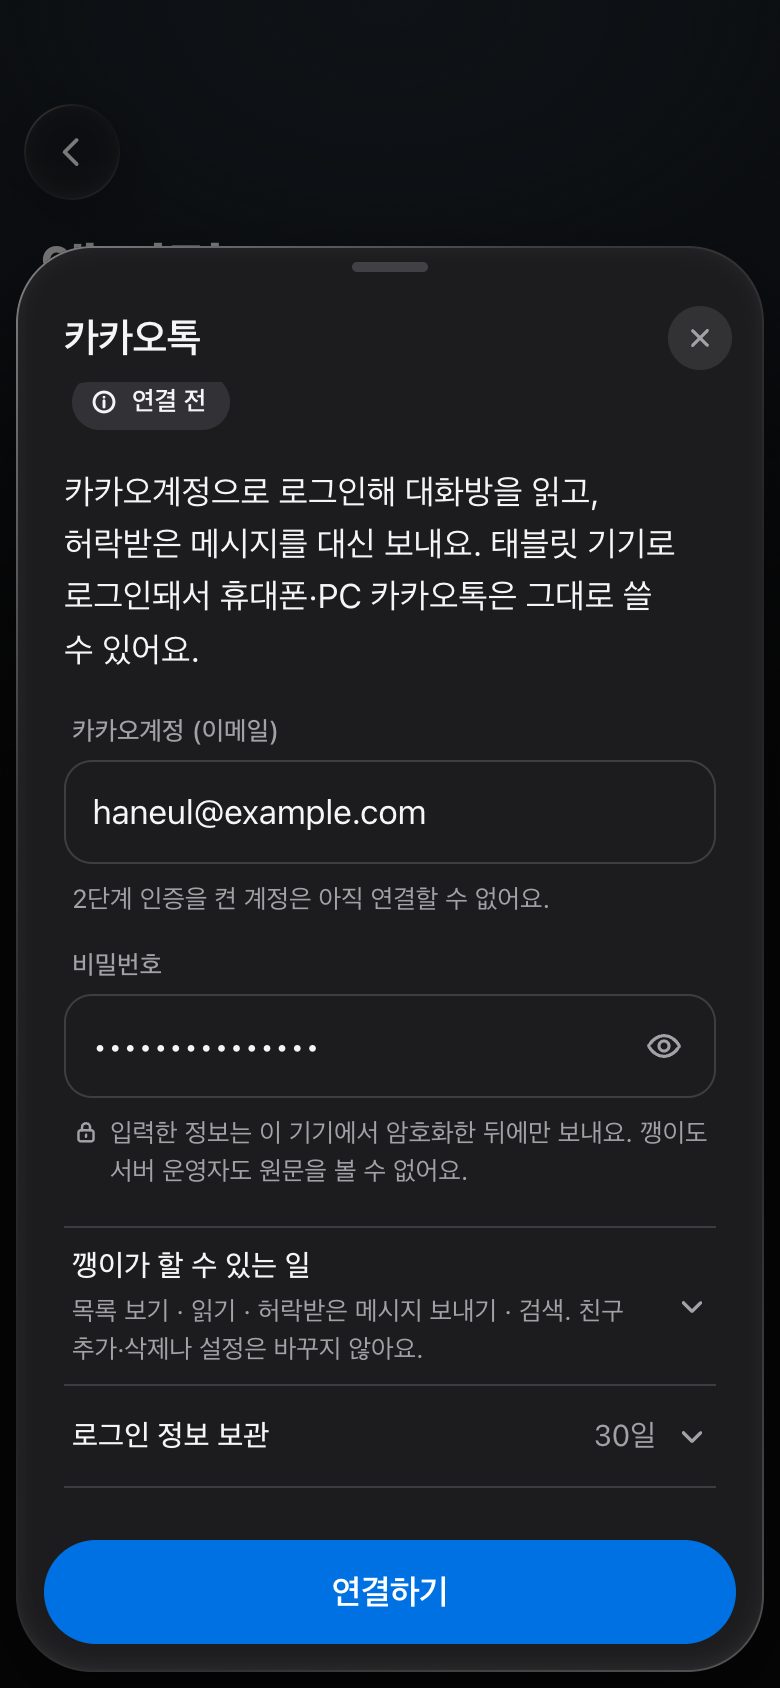 카카오톡
연결 전
카카오계정으로 로그인해 대화방을 읽고,
허락받은 메시지를 대신 보내요. 태블릿 기기로
로그인돼서 휴대폰·PC 카카오톡은 그대로 쓸
수 있어요.
카카오계정 (이메일)
haneul@example.com
2단계 인증을 켠 계정은 아직 연결할 수 없어요.
비밀번호
입력한 정보는 이 기기에서 암호화한 뒤에만 보내요. 깽이도
서버 운영자도 원문을 볼 수 없어요.
깽이가 할 수 있는 일
목록 보기 · 읽기 · 허락받은 메시지 보내기 · 검색. 친구
추가·삭제나 설정은 바꾸지 않아요.
로그인 정보 보관 30일
연결하기